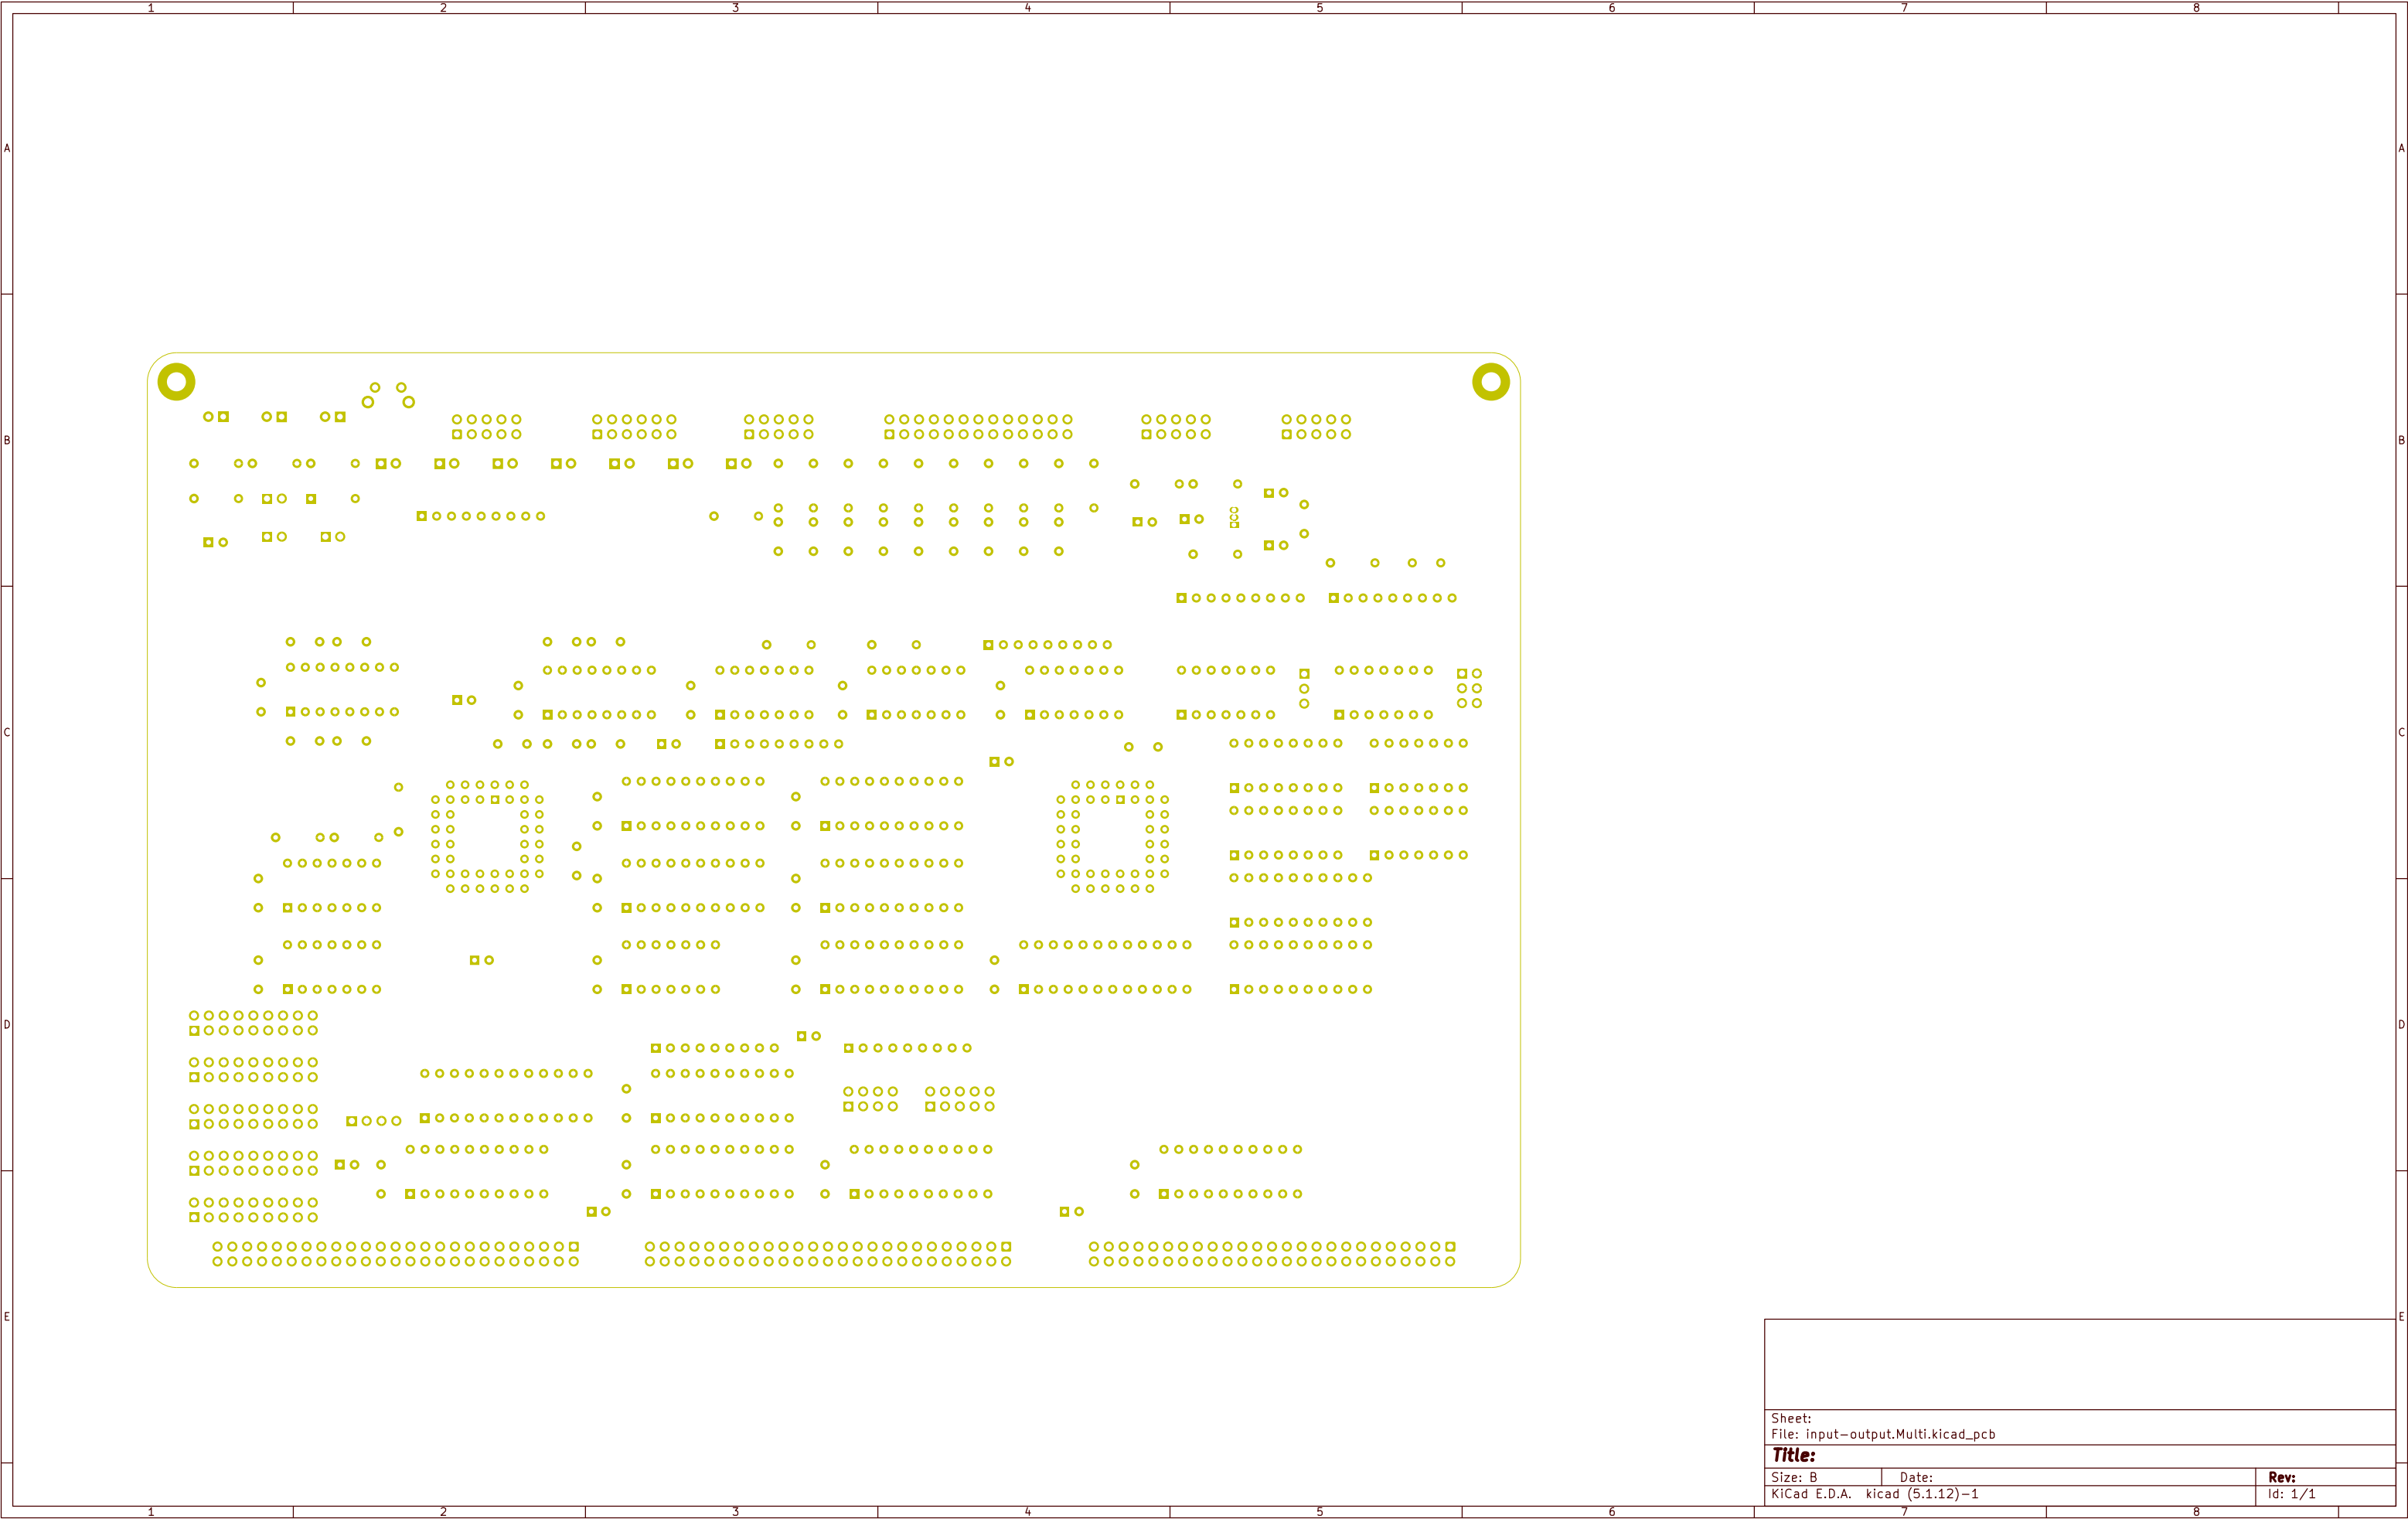 1 2 3 4 5 6 7 8
A A
B B
C C
D D
E E
Sheet:
File: input-output.Multi.kicad_pcb
Title:
Size: B Date: Rev:
KiCad E.D.A. kicad (5.1.12)-1 Id: 1/1
1 2 3 4 5 6 7 8